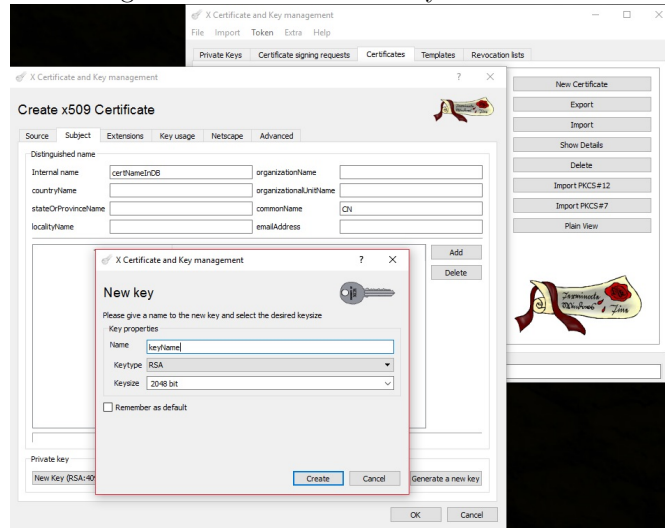 X Certificate and Key management
File Import Token Extra Help
Private Keys Certificate signing requests Certificates Templates Revocation lists
New Certificate
Export
Import
Show Details
Delete
Import PKCS#12
Import PKCS#7
Plain View
X Certificate and Key management
Create x509 Certificate
Source Subject Extensions Key usage Netscape Advanced
Distinguished name
Internal name certNameInDB organizationName
countryName organizationalUnitName
stateOrProvinceName commonName CN
localityName emailAddress
Add
Delete
X Certificate and Key management
New key
Please give a name to the new key and select the desired keysize
Key properties
Name keyName
Keytype RSA
Keysize 2048 bit
Remember as default
Create Cancel
Private key
New Key (RSA:409 Generate a new key
OK Cancel